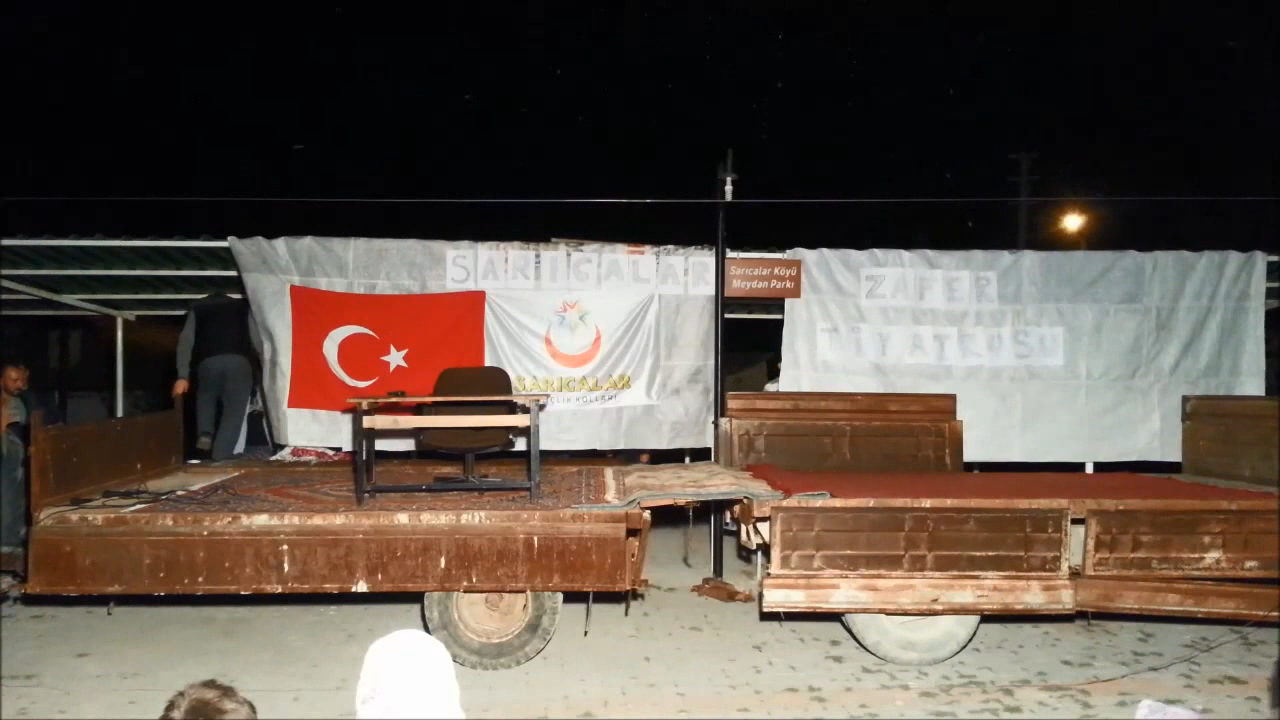 SARICALAR
Sarıcalar Köyü
Meydan Parkı
ZAFER
TİYATROSU
SARICALAR